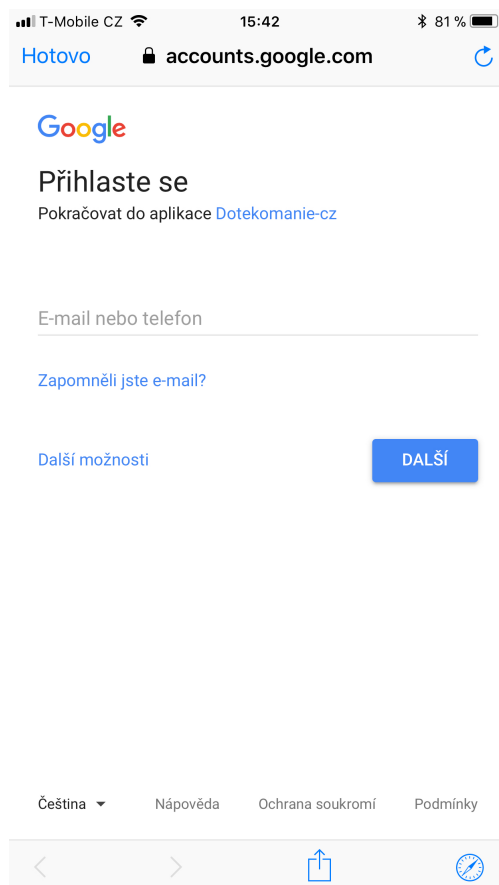 T-Mobile CZ 15:42 81 %
Hotovo accounts.google.com
Google
Přihlaste se
Pokračovat do aplikace Dotekomanie-cz
E-mail nebo telefon
Zapomněli jste e-mail?
Další možnosti DALŠÍ
Čeština Nápověda Ochrana soukromí Podmínky